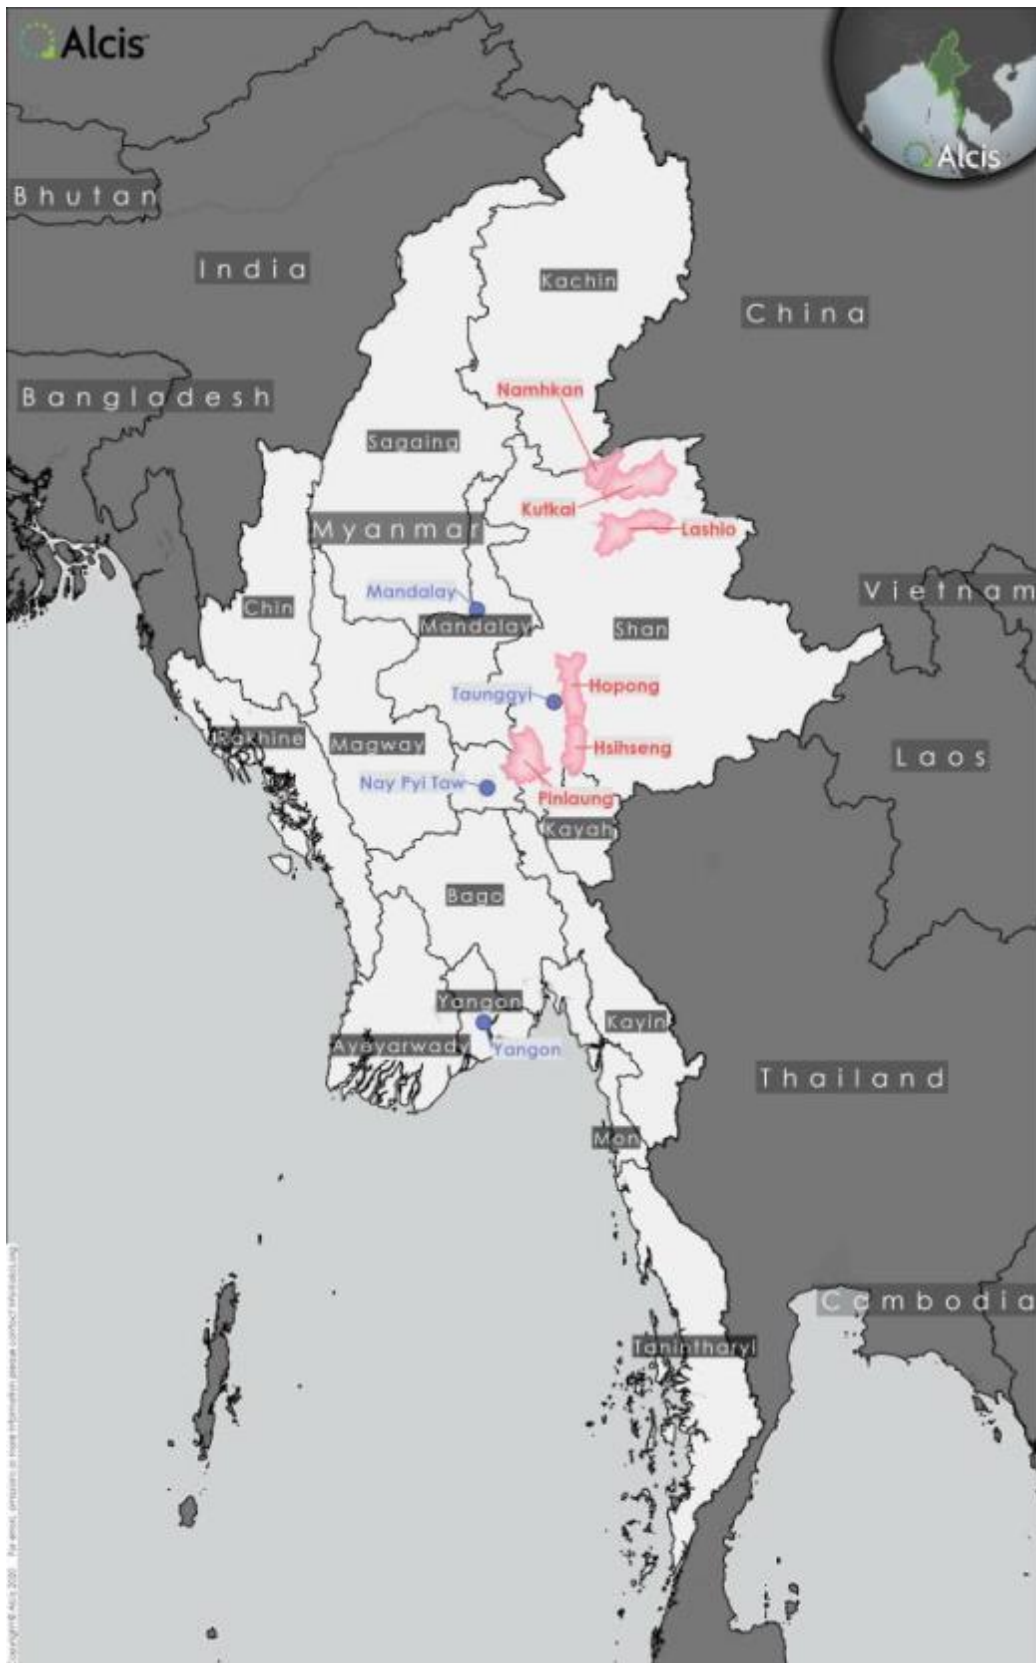 Alcis
Alcis
Bhutan
India
Kachin
China
Namhkan
Bangladesh
Sagaing
Kutkai
Myanmar
Lashio
Vietnam
Mandalay
Chin
Mandalay
Shan
Taunggyi
Hopong
Rakhine
Magway
Hsihseng
Laos
Nay Pyi Taw
Pinlaung
Kayah
Bago
Yangon
Kayin
Ayeyarwady
Yangon
Thailand
Mon
Cambodia
Tanintharyi